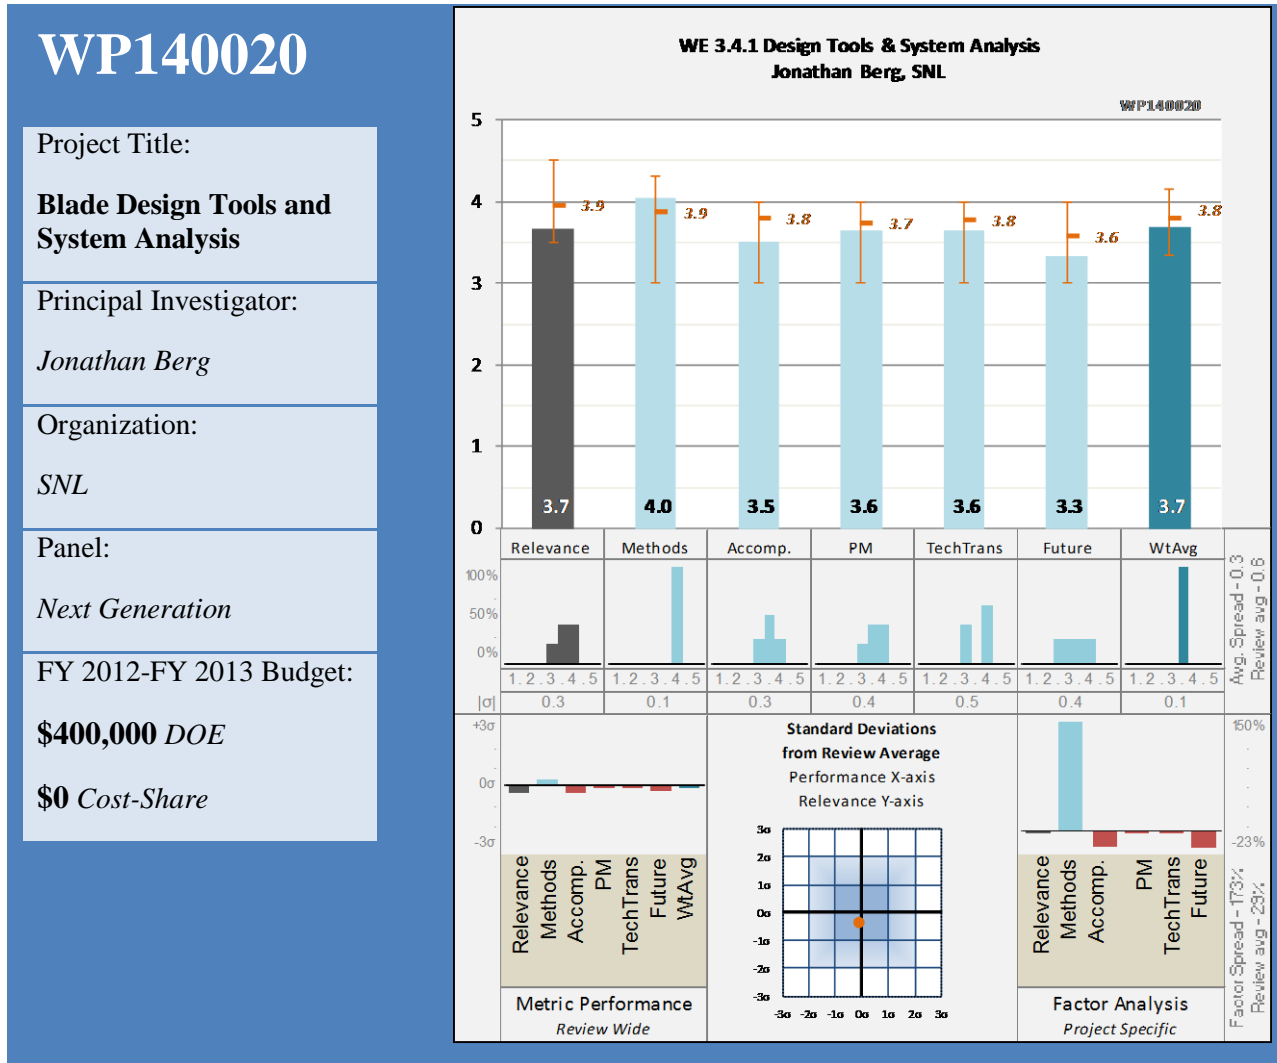 WP140020
Project Title:
Blade Design Tools and
System Analysis
Principal Investigator:
Jonathan Berg
Organization:
SNL
Panel:
Next Generation
FY 2012-FY 2013 Budget:
$400,000 DOE
$0 Cost-Share
WE 3.4.1 Design Tools & System Analysis
Jonathan Berg, SNL
WP140020
5
4
3
2
1
0
3.9
3.9
3.8
3.7
3.8
3.6
3.8
3.7 4.0 3.5 3.6 3.6 3.3 3.7
Relevance Methods Accomp. PM TechTrans Future WtAvg
100%
50%
0%
1.2.3.4.5 1.2.3.4.5 1.2.3.4.5 1.2.3.4.5 1.2.3.4.5 1.2.3.4.5 1.2.3.4.5
|σ| 0.3 0.1 0.3 0.4 0.5 0.4 0.1
Avg. Spread - 0.3
Review avg - 0.6
+3σ
0σ
-3σ
Relevance
Methods
Accomp.
PM
TechTrans
Future
WtAvg
Metric Performance
Review Wide
Standard Deviations
from Review Average
Performance X-axis
Relevance Y-axis
3σ
2σ
1σ
0σ
-1σ
-2σ
-3σ
-3σ -2σ -1σ 0σ 1σ 2σ 3σ
150%
-23%
Relevance
Methods
Accomp.
PM
TechTrans
Future
Factor Analysis
Project Specific
Factor Spread - 173%
Review avg - 29%